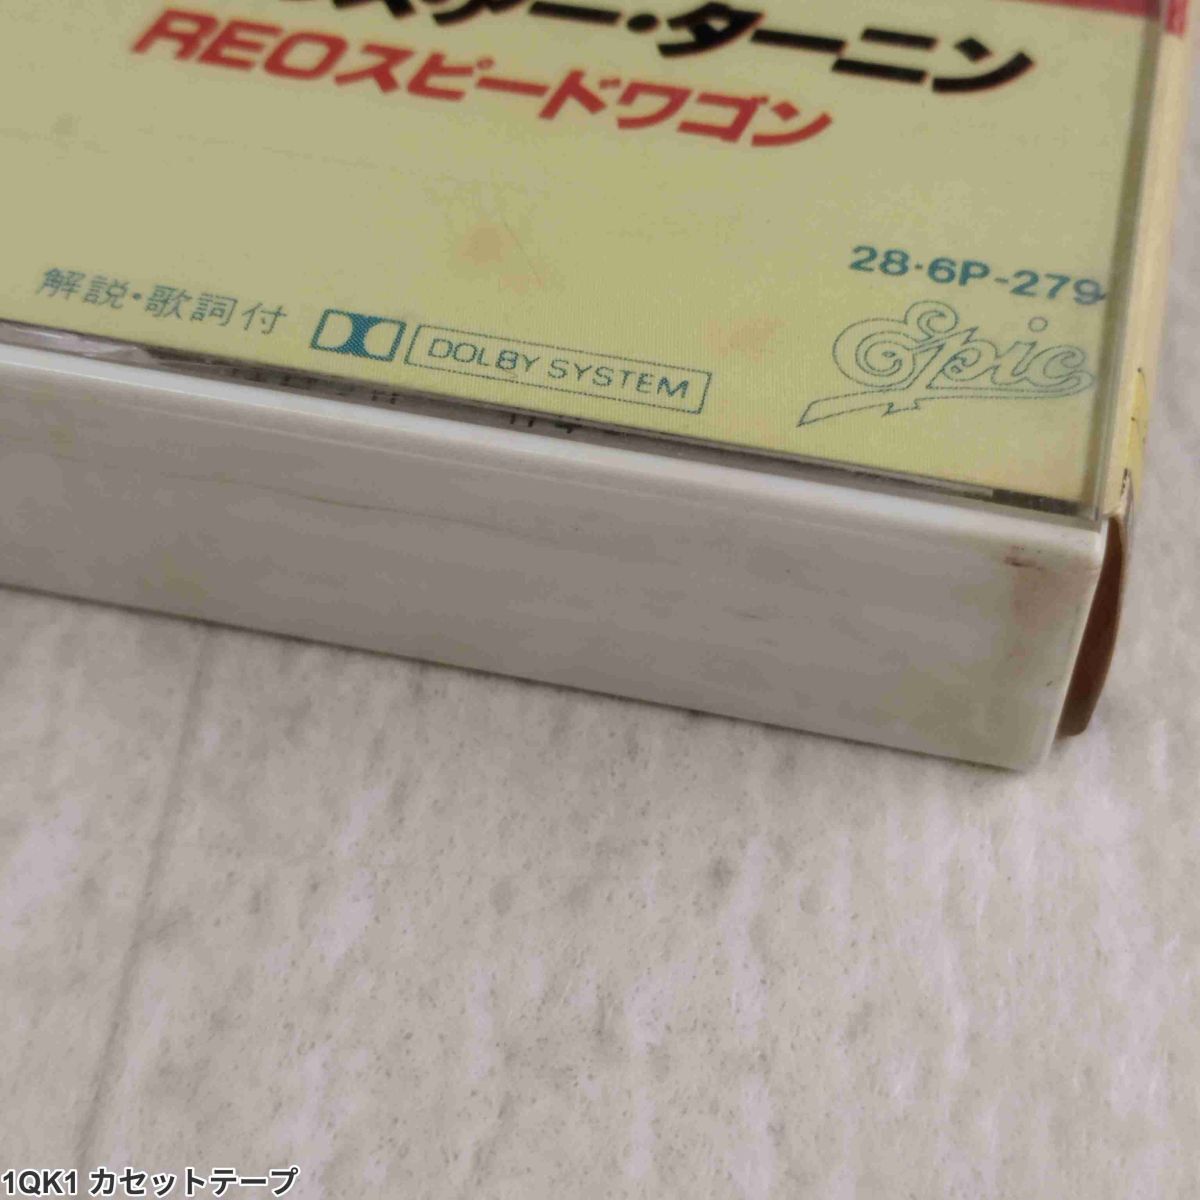 ター・ターニン
REOスピードワゴン
28・6P-279
Epic
解説・歌詞付
DOLBY SYSTEM
1QK1 カセットテープ